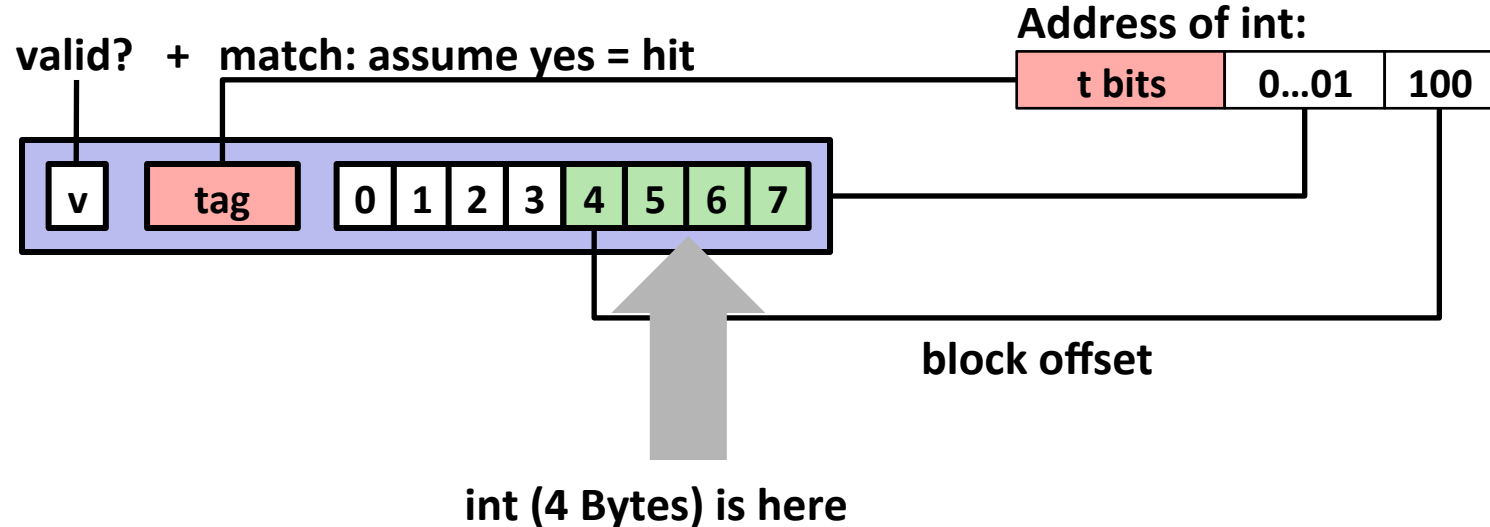 Address of int:
valid? + match: assume yes = hit
t bits 0...01 100
v tag 0 1 2 3 4 5 6 7
block offset
int (4 Bytes) is here